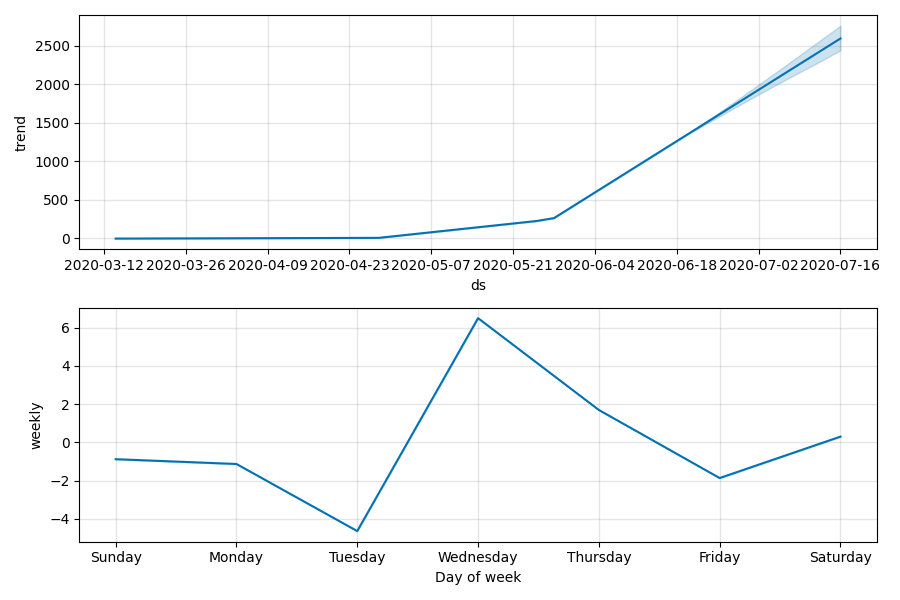 2500
2000
1500
1000
500
0
trend
2020-03-12 2020-03-26 2020-04-09 2020-04-23 2020-05-07 2020-05-21 2020-06-04 2020-06-18 2020-07-02 2020-07-16
ds
6
4
2
0
−2
−4
weekly
Sunday Monday Tuesday Wednesday Thursday Friday Saturday
Day of week